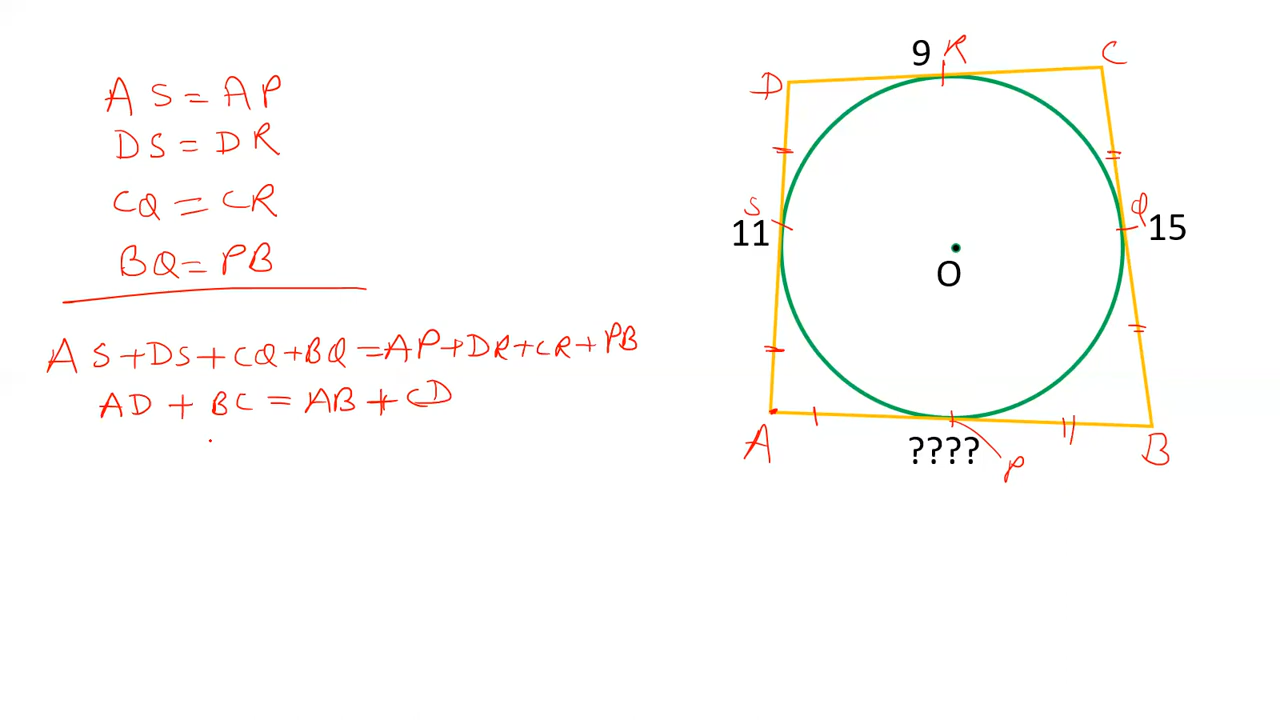 AS = AP
DS = DR
CQ = CR
BQ = PB
AS + DS + CQ + BQ = AP + DR + CR + PB
AD + BC = AB + CD
9 R
D
C
S
Q
11
15
O
A
????
P
B